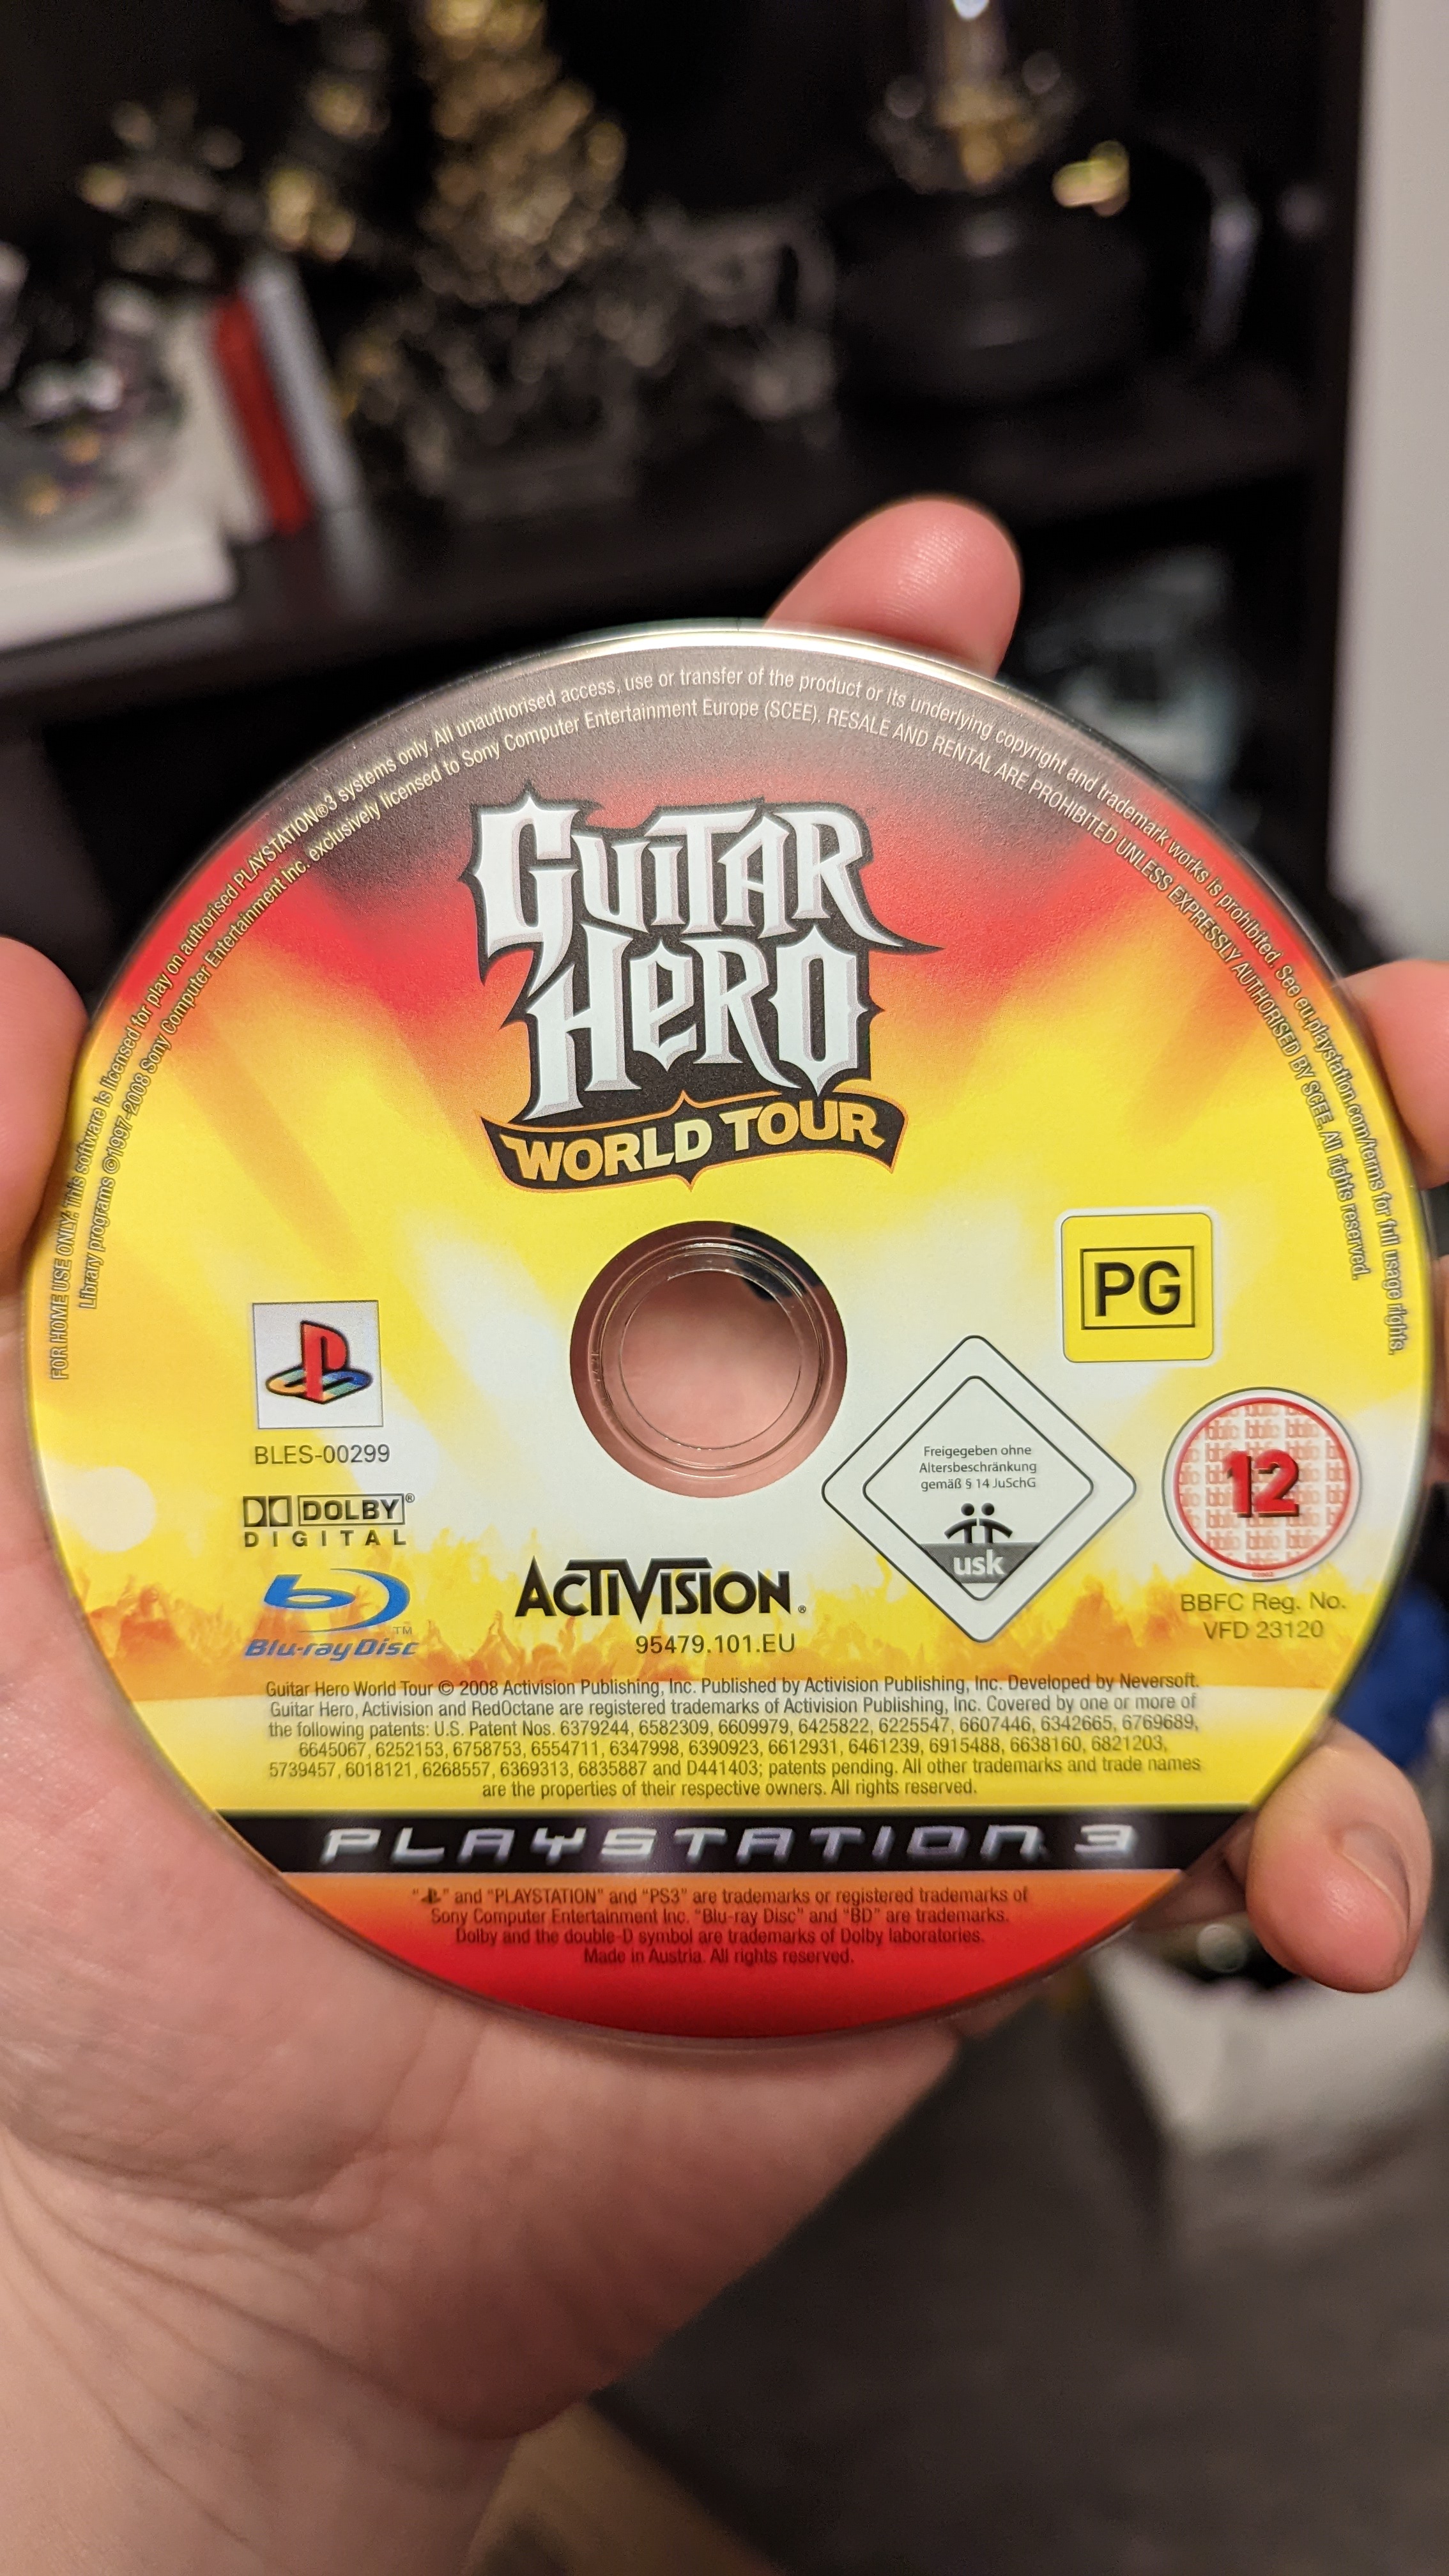 FOR HOME USE ONLY. This software is licensed for play on authorised PLAYSTATION®3 systems only. All unauthorised access, use or transfer of the product or its underlying copyright and trademark works is prohibited. See eu.playstation.com/terms for full usage rights.
Library programs ©1997-2008 Sony Computer Entertainment Inc. exclusively licensed to Sony Computer Entertainment Europe (SCEE). RESALE AND RENTAL ARE PROHIBITED UNLESS EXPRESSLY AUTHORISED BY SCEE. All rights reserved.
GUITAR
HERO
WORLD TOUR
PG
BLES-00299
Freigegeben ohne
Altersbeschränkung
gemäß § 14 JuSchG
usk
bbfc
12
DOLBY®
DIGITAL
Blu-ray Disc™
ACTIVISION®
95479.101.EU
BBFC Reg. No.
VFD 23120
Guitar Hero World Tour © 2008 Activision Publishing, Inc. Published by Activision Publishing, Inc. Developed by Neversoft.
Guitar Hero, Activision and RedOctane are registered trademarks of Activision Publishing, Inc. Covered by one or more of
the following patents: U.S. Patent Nos. 6379244, 6582309, 6609979, 6425822, 6225547, 6607446, 6342665, 6769689,
6645067, 6252153, 6758753, 6554711, 6347998, 6390923, 6612931, 6461239, 6915488, 6638160, 6821203,
5739457, 6018121, 6268557, 6369313, 6835887 and D441403; patents pending. All other trademarks and trade names
are the properties of their respective owners. All rights reserved.
PLAYSTATION 3
" " and "PLAYSTATION" and "PS3" are trademarks or registered trademarks of
Sony Computer Entertainment Inc. "Blu-ray Disc" and "BD" are trademarks.
Dolby and the double-D symbol are trademarks of Dolby laboratories.
Made in Austria. All rights reserved.